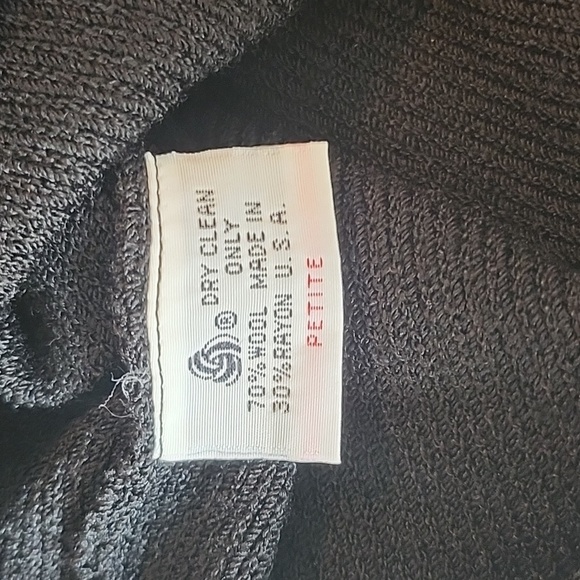 ® DRY CLEAN
ONLY
70% WOOL MADE IN
30% RAYON U.S.A.
PETITE